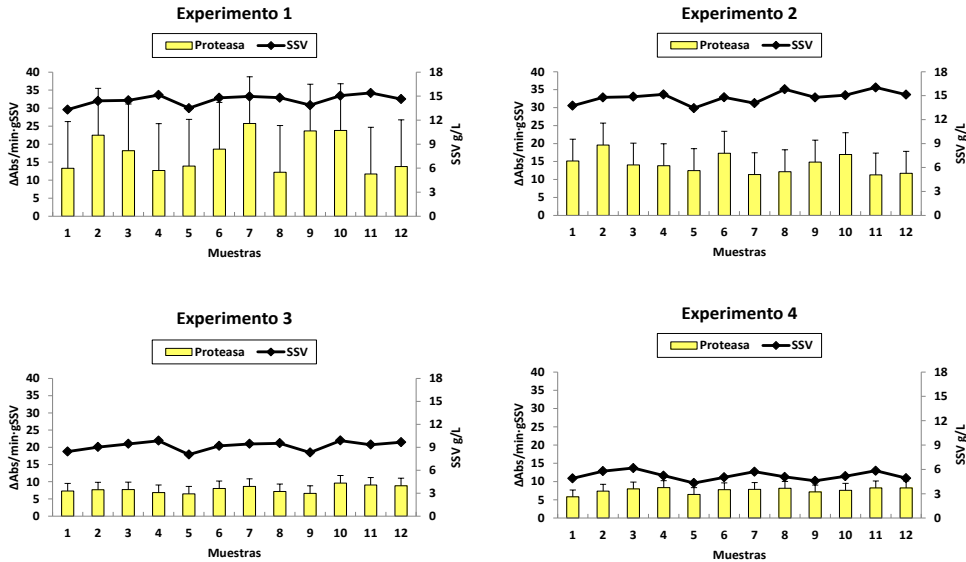 Experimento 1
Proteasa SSV
ΔAbs/min·gSSV
40
35
30
25
20
15
10
5
0
18
15
12
9
6
3
0
SSV g/L
1 2 3 4 5 6 7 8 9 10 11 12
Muestras
Experimento 2
Proteasa SSV
ΔAbs/min·gSSV
40
35
30
25
20
15
10
5
0
18
15
12
9
6
3
0
SSV g/L
1 2 3 4 5 6 7 8 9 10 11 12
Muestras
Experimento 3
Proteasa SSV
ΔAbs/min·gSSV
40
35
30
25
20
15
10
5
0
18
15
12
9
6
3
0
SSV g/L
1 2 3 4 5 6 7 8 9 10 11 12
Muestras
Experimento 4
Proteasa SSV
ΔAbs/min·gSSV
40
35
30
25
20
15
10
5
0
18
15
12
9
6
3
0
SSV g/L
1 2 3 4 5 6 7 8 9 10 11 12
Muestras